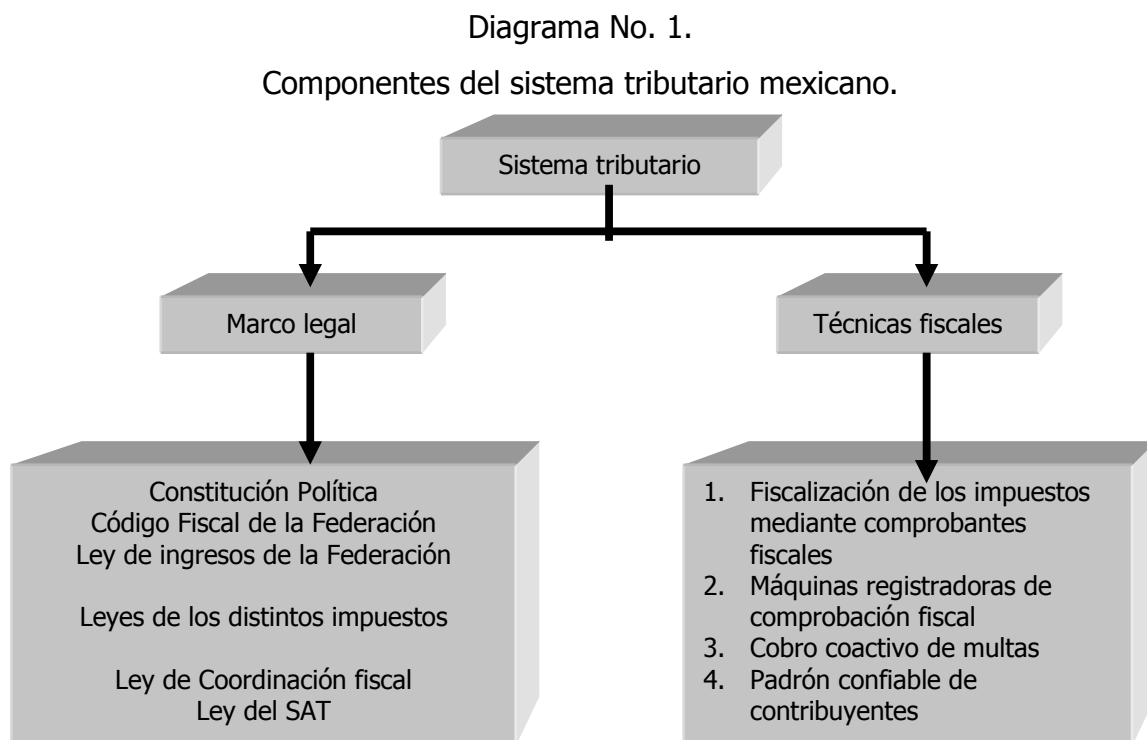 Diagrama No. 1.
Componentes del sistema tributario mexicano.
Sistema tributario
Marco legal
Técnicas fiscales
Constitución Política
Código Fiscal de la Federación
Ley de ingresos de la Federación
Leyes de los distintos impuestos
Ley de Coordinación fiscal
Ley del SAT
1. Fiscalización de los impuestos
mediante comprobantes
fiscales
2. Máquinas registradoras de
comprobación fiscal
3. Cobro coactivo de multas
4. Padrón confiable de
contribuyentes